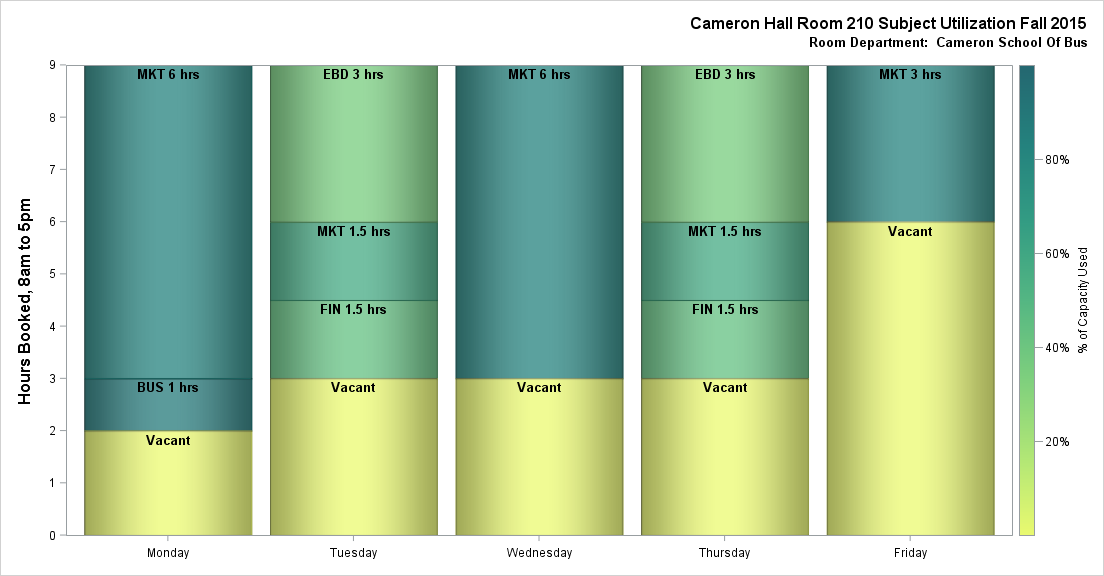 Cameron Hall Room 210 Subject Utilization Fall 2015
Room Department:  Cameron School Of Bus
Hours Booked, 8am to 5pm
9
8
7
6
5
4
3
2
1
0
MKT 6 hrs
BUS 1 hrs
Vacant
EBD 3 hrs
MKT 1.5 hrs
FIN 1.5 hrs
Vacant
MKT 6 hrs
Vacant
EBD 3 hrs
MKT 1.5 hrs
FIN 1.5 hrs
Vacant
MKT 3 hrs
Vacant
Monday
Tuesday
Wednesday
Thursday
Friday
80%
60%
40%
20%
% of Capacity Used